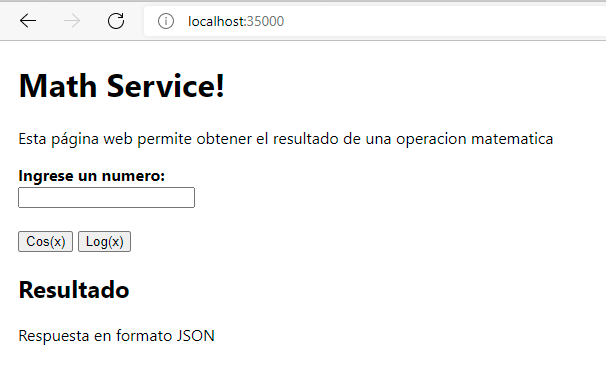 localhost:35000
Math Service!
Esta página web permite obtener el resultado de una operacion matematica
Ingrese un numero:
Cos(x) Log(x)
Resultado
Respuesta en formato JSON